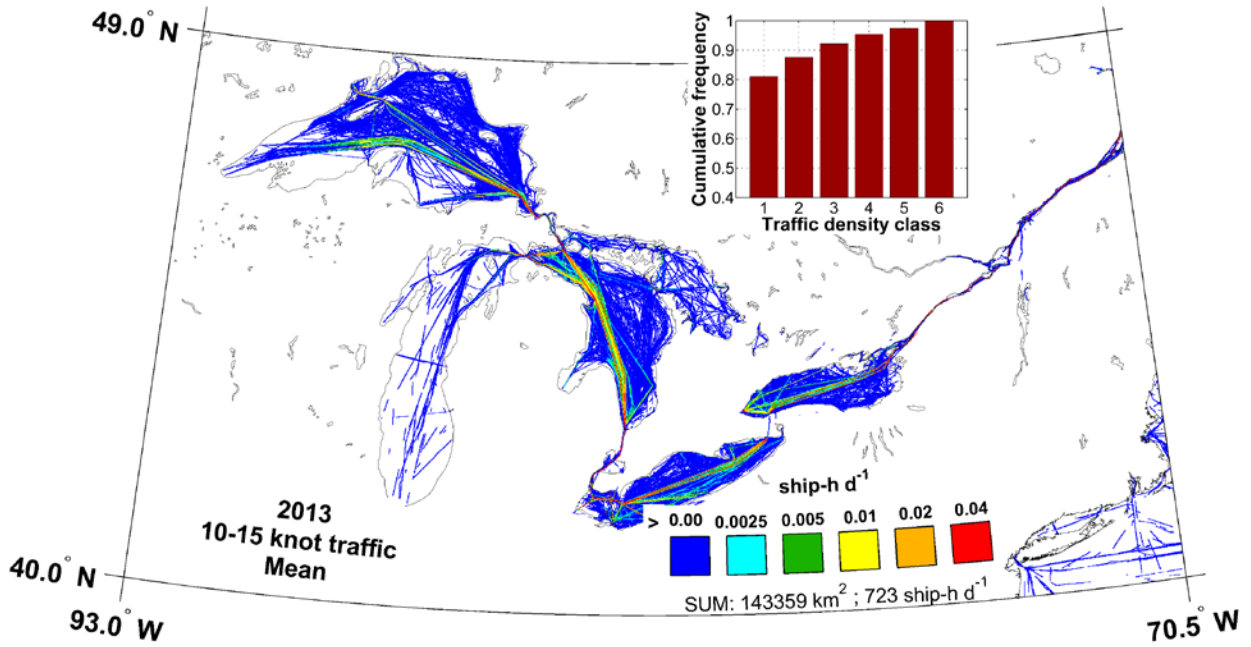 49.0° N
Cumulative frequency
1
0.9
0.8
0.7
0.6
0.5
0.4
1 2 3 4 5 6
Traffic density class
2013
10-15 knot traffic
Mean
ship-h d⁻¹
> 0.00 0.0025 0.005 0.01 0.02 0.04
SUM: 143359 km² ; 723 ship-h d⁻¹
40.0° N
93.0° W
70.5° W